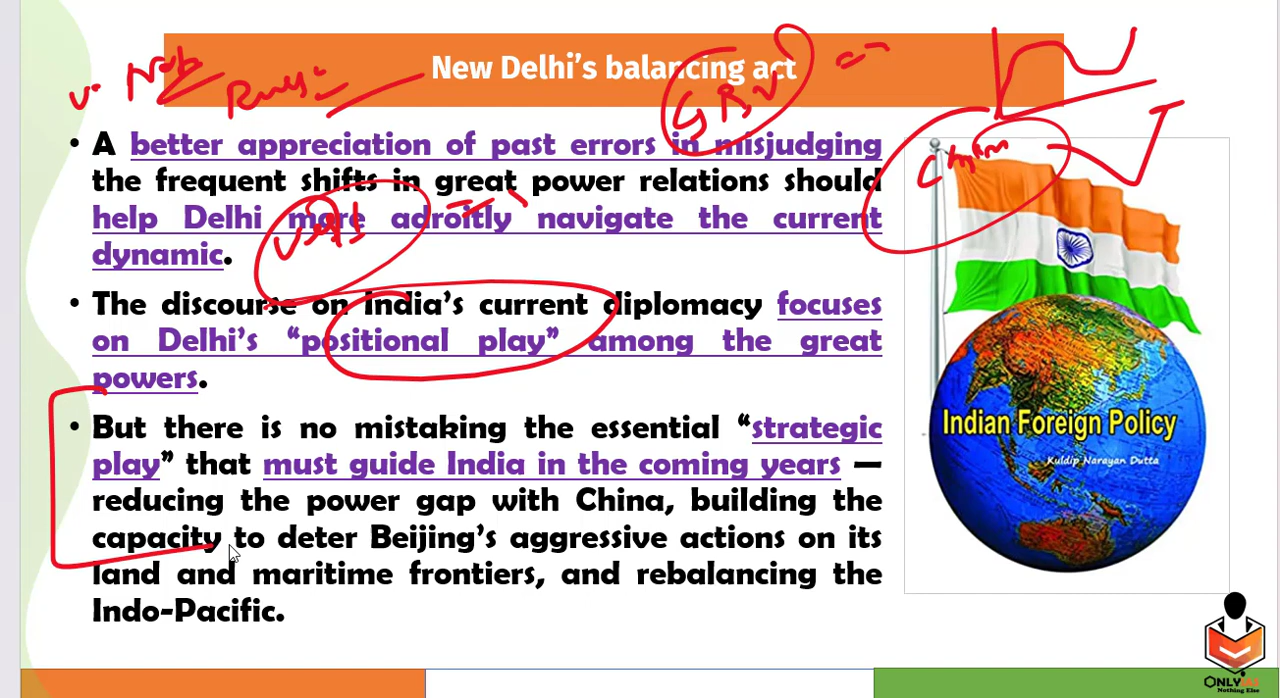 New Delhi's balancing act
• A better appreciation of past errors in misjudging
the frequent shifts in great power relations should
help Delhi more adroitly navigate the current
dynamic.
• The discourse on India's current diplomacy focuses
on Delhi's “positional play” among the great
powers.
• But there is no mistaking the essential “strategic
play” that must guide India in the coming years —
reducing the power gap with China, building the
capacity to deter Beijing's aggressive actions on its
land and maritime frontiers, and rebalancing the
Indo-Pacific.
Indian Foreign Policy
Kuldip Narayan Dutta
ONLY
Nothing Else